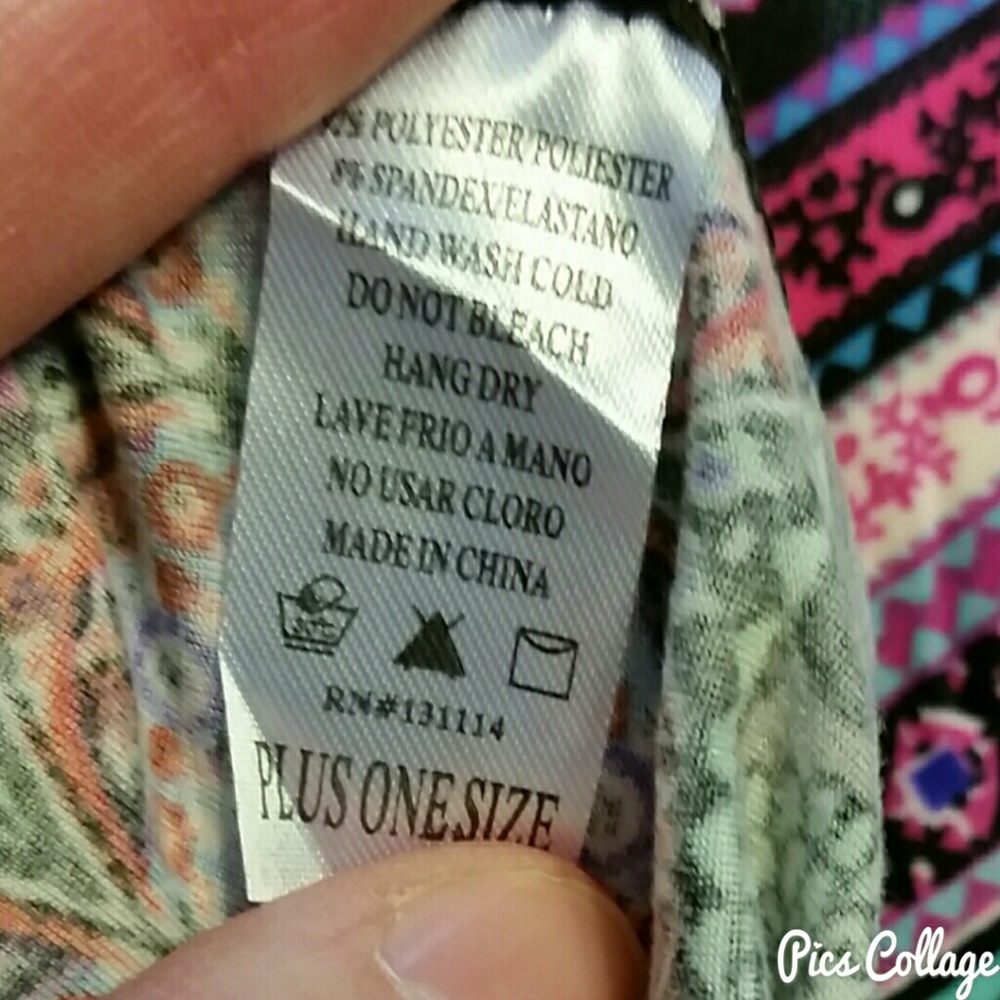 % POLYESTER/POLIESTER
8% SPANDEX/ELASTANO
HAND WASH COLD
DO NOT BLEACH
HANG DRY
LAVE FRIO A MANO
NO USAR CLORO
MADE IN CHINA
RN#131114
PLUS ONE SIZE
Pics Collage